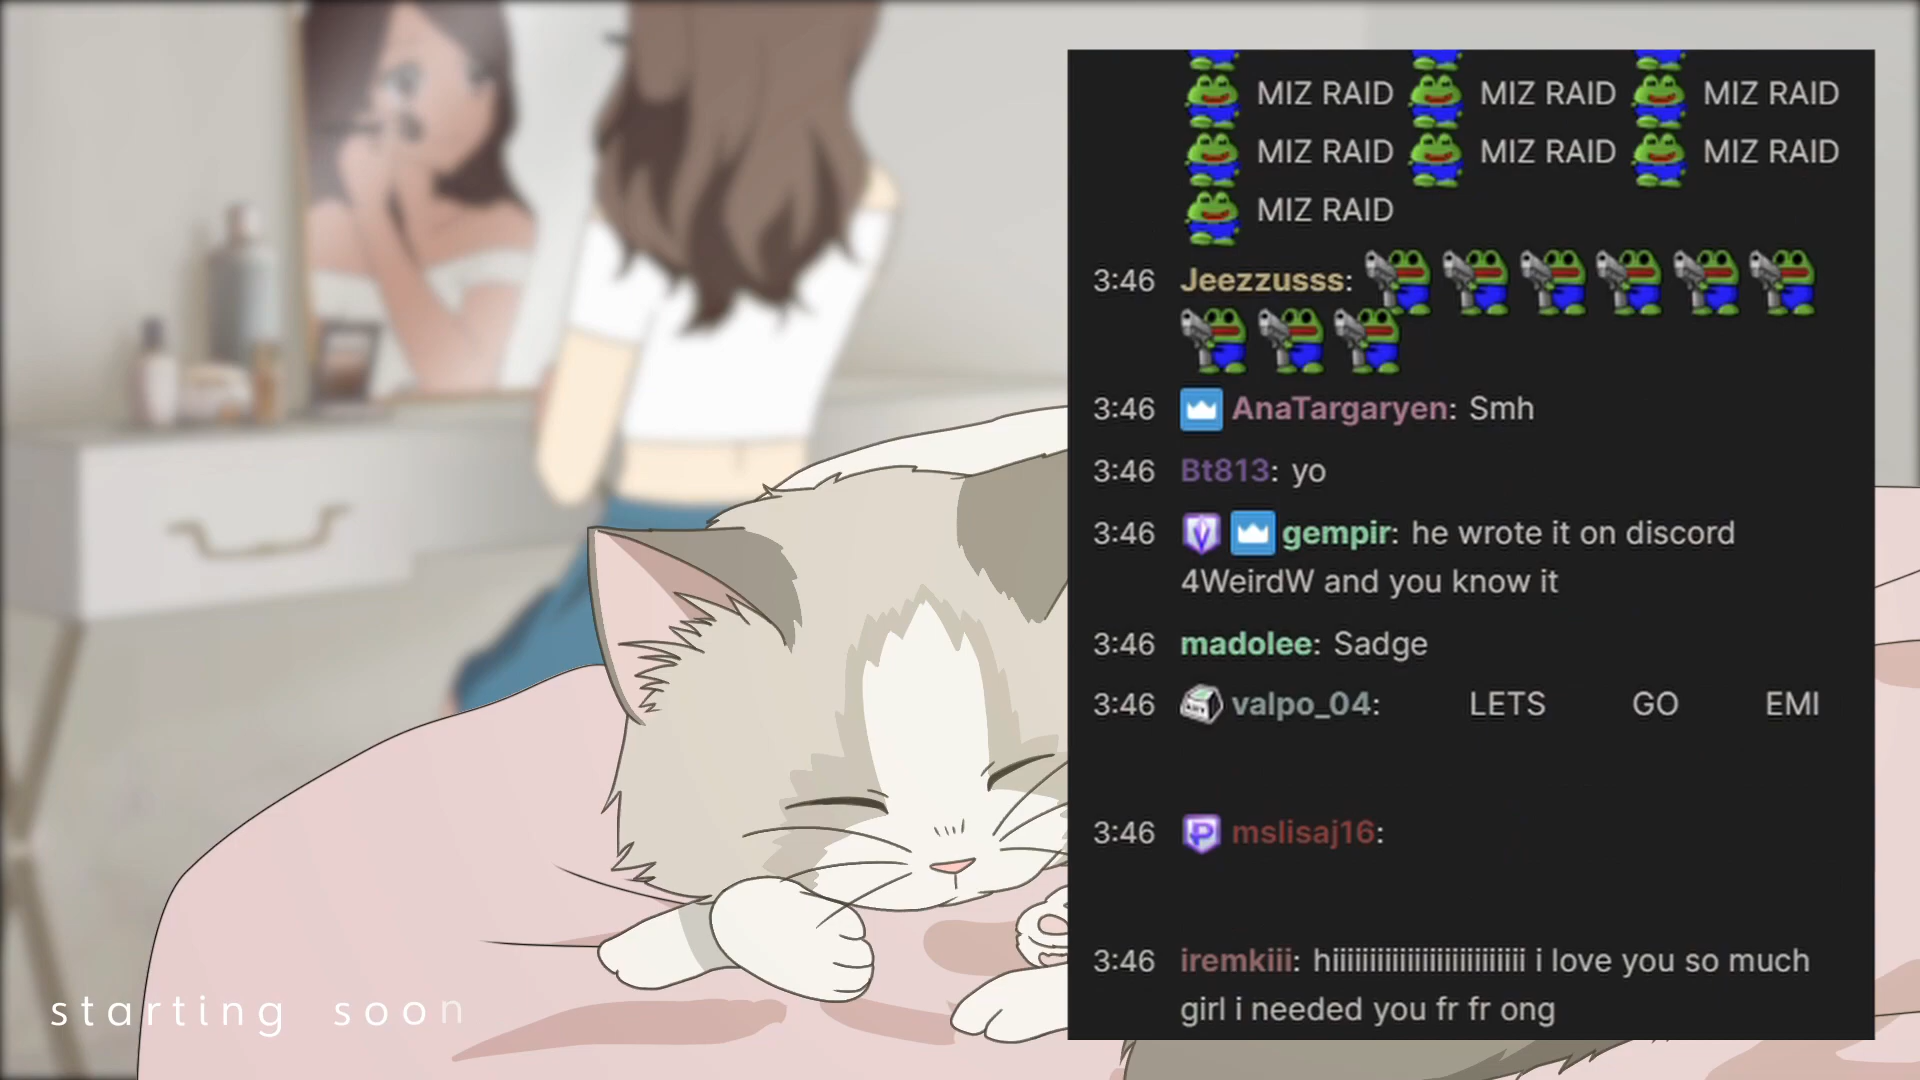 MIZ RAID MIZ RAID MIZ RAID
MIZ RAID MIZ RAID MIZ RAID
MIZ RAID
3:46 Jeezzusss:
3:46 AnaTargaryen: Smh
3:46 Bt813: yo
3:46 gempir: he wrote it on discord
4WeirdW and you know it
3:46 madolee: Sadge
3:46 valpo_04: LETS GO EMI
3:46 mslisaj16:
3:46 iremkiii: hiiiiiiiiiiiiiiiiiiiiiiiiii i love you so much
girl i needed you fr fr ong
starting soon